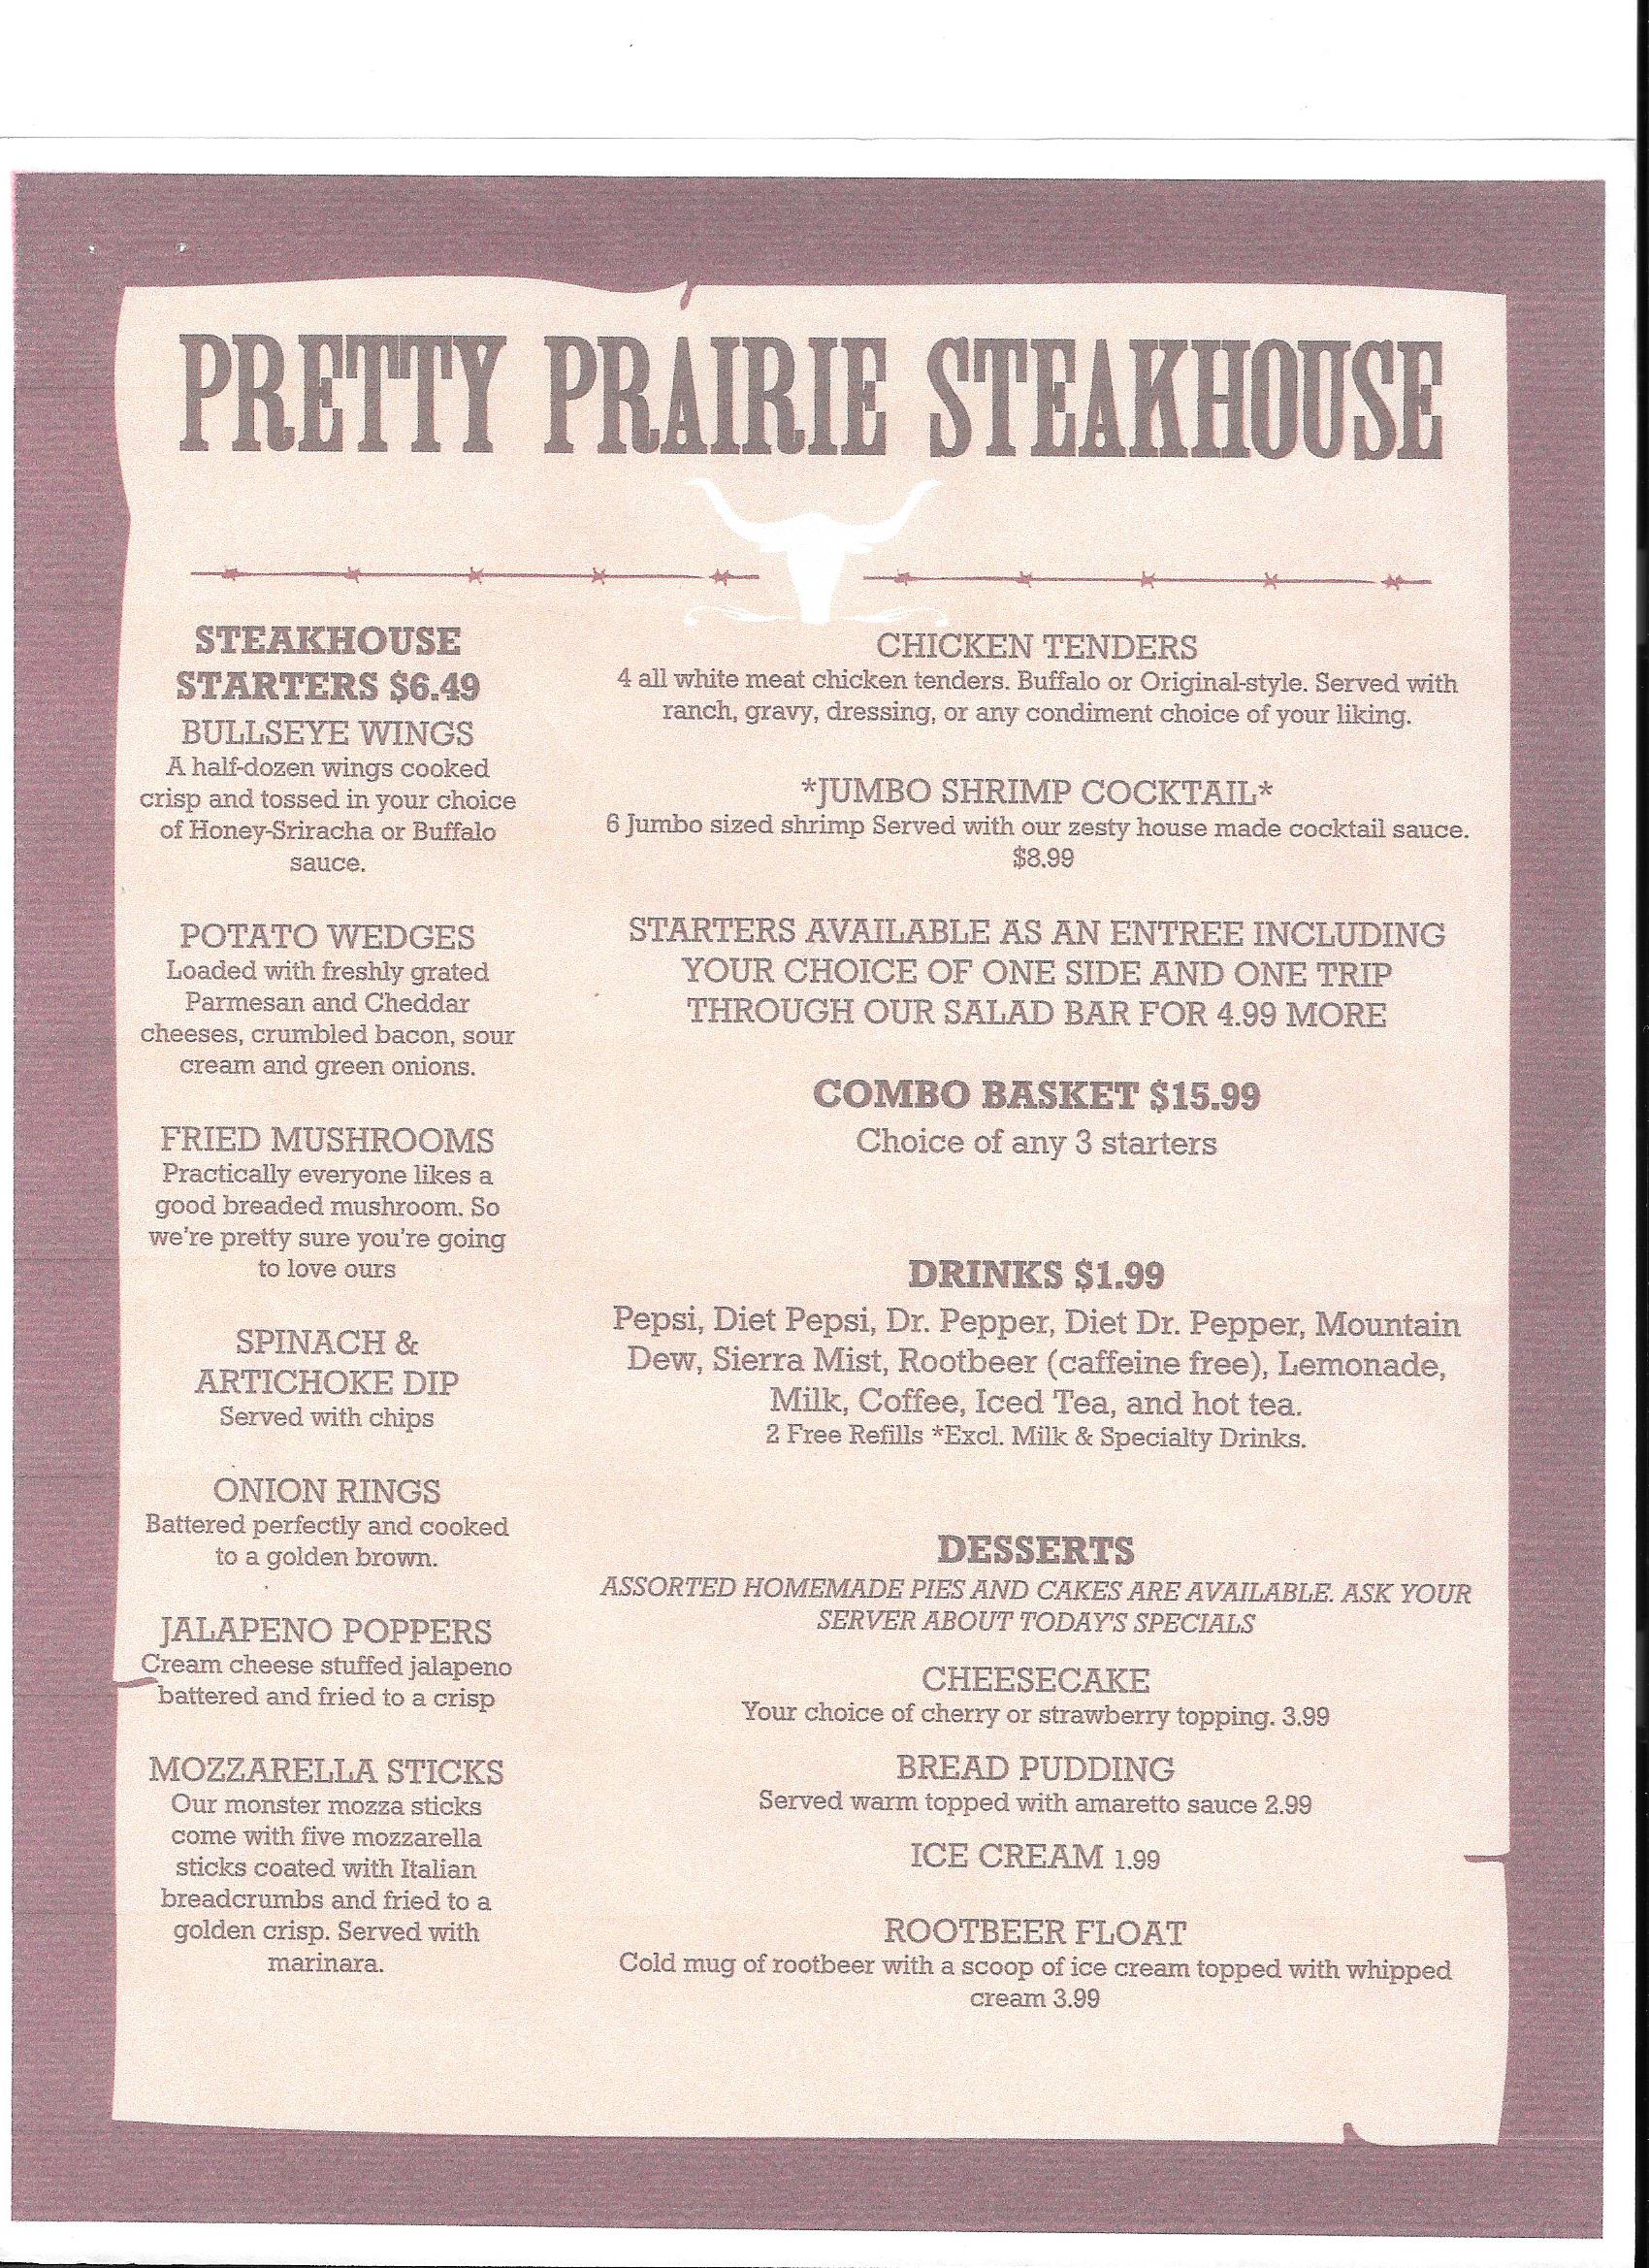 PRETTY PRAIRIE STEAKHOUSE
STEAKHOUSE
STARTERS $6.49
BULLSEYE WINGS
A half-dozen wings cooked
crisp and tossed in your choice
of Honey-Sriracha or Buffalo
sauce.
POTATO WEDGES
Loaded with freshly grated
Parmesan and Cheddar
cheeses, crumbled bacon, sour
cream and green onions.
FRIED MUSHROOMS
Practically everyone likes a
good breaded mushroom. So
we're pretty sure you're going
to love ours
SPINACH &
ARTICHOKE DIP
Served with chips
ONION RINGS
Battered perfectly and cooked
to a golden brown.
JALAPENO POPPERS
Cream cheese stuffed jalapeno
battered and fried to a crisp
MOZZARELLA STICKS
Our monster mozza sticks
come with five mozzarella
sticks coated with Italian
breadcrumbs and fried to a
golden crisp. Served with
marinara.
CHICKEN TENDERS
4 all white meat chicken tenders. Buffalo or Original-style. Served with
ranch, gravy, dressing, or any condiment choice of your liking.
*JUMBO SHRIMP COCKTAIL*
6 Jumbo sized shrimp Served with our zesty house made cocktail sauce.
$8.99
STARTERS AVAILABLE AS AN ENTREE INCLUDING
YOUR CHOICE OF ONE SIDE AND ONE TRIP
THROUGH OUR SALAD BAR FOR 4.99 MORE
COMBO BASKET $15.99
Choice of any 3 starters
DRINKS $1.99
Pepsi, Diet Pepsi, Dr. Pepper, Diet Dr. Pepper, Mountain
Dew, Sierra Mist, Rootbeer (caffeine free), Lemonade,
Milk, Coffee, Iced Tea, and hot tea.
2 Free Refills *Excl. Milk & Specialty Drinks.
DESSERTS
ASSORTED HOMEMADE PIES AND CAKES ARE AVAILABLE. ASK YOUR
SERVER ABOUT TODAY'S SPECIALS
CHEESECAKE
Your choice of cherry or strawberry topping. 3.99
BREAD PUDDING
Served warm topped with amaretto sauce 2.99
ICE CREAM 1.99
ROOTBEER FLOAT
Cold mug of rootbeer with a scoop of ice cream topped with whipped
cream 3.99